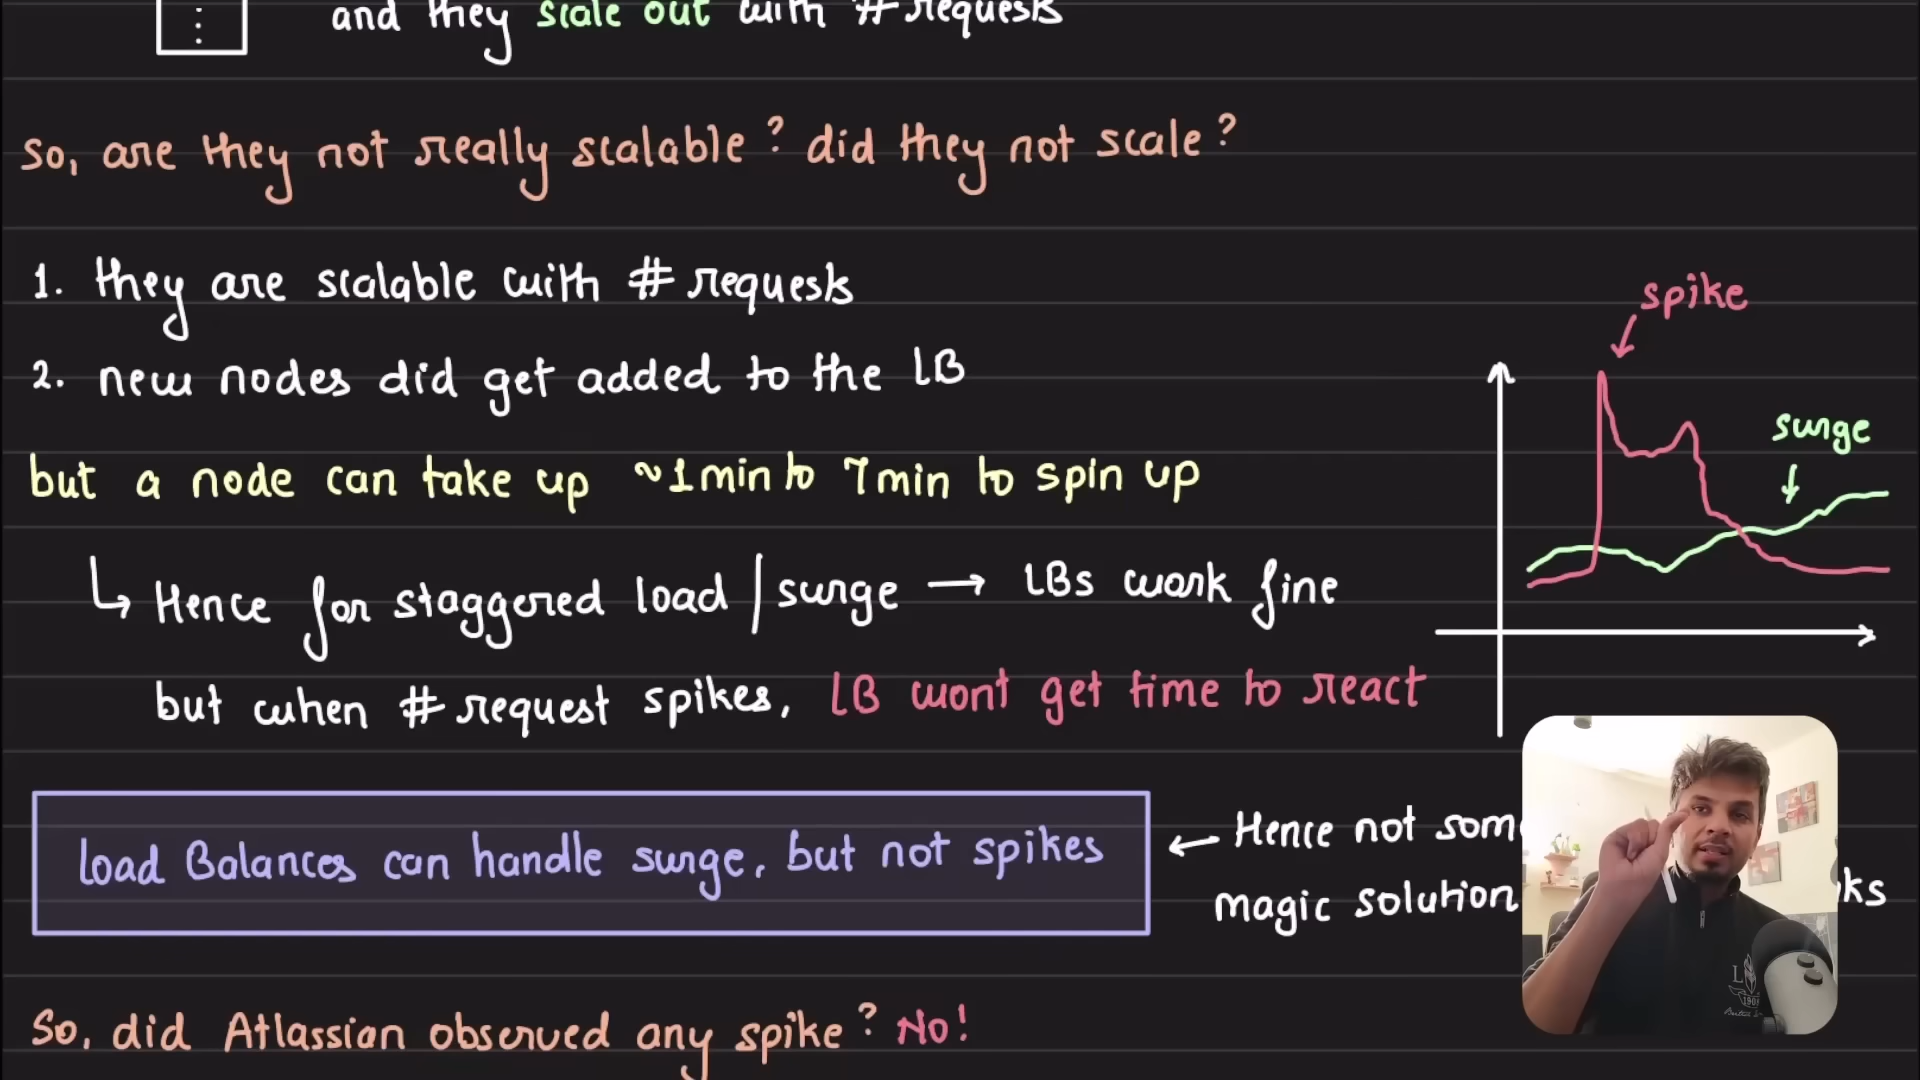 and they scale out with # requests
So, are they not really scalable? did they not scale?
1. they are scalable with # requests
2. new nodes did get added to the LB
but a node can take up ~1min to 7min to spin up
↳ Hence for staggered load / surge → LBs work fine
but when # request spikes, LB wont get time to react
spike
surge
Load Balances can handle surge, but not spikes
← Hence not som
magic solution
ks
So, did Atlassian observed any spike? No!